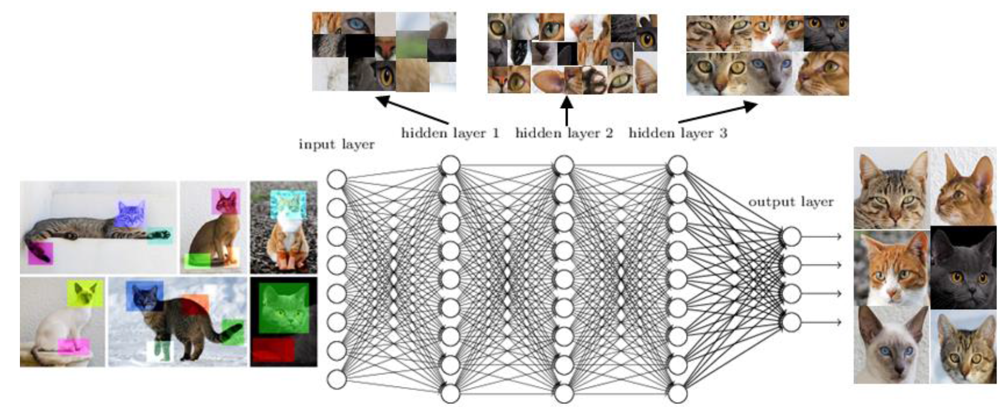 hidden layer 1
hidden layer 2
hidden layer 3
input layer
output layer